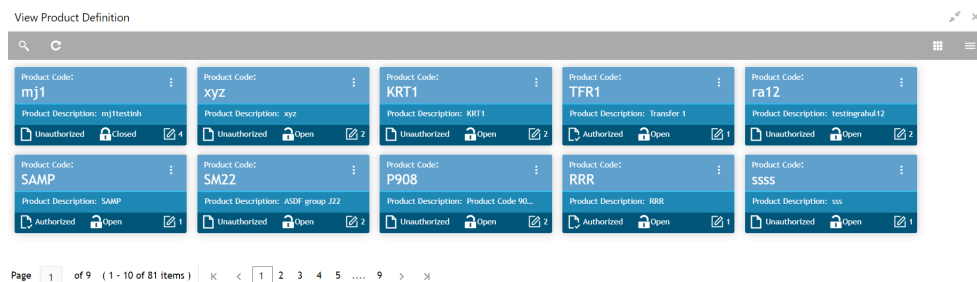 View Product Definition
Product Code: Product Code: Product Code: Product Code: Product Code:
mj1 xyz KRT1 TFR1 ra12
Product Description: mj1testinh Product Description: xyz Product Description: KRT1 Product Description: Transfer 1 Product Description: testingrahul12
Unauthorized Closed 4 Unauthorized Open 2 Unauthorized Open 2 Authorized Open 1 Unauthorized Open 2
Product Code: Product Code: Product Code: Product Code: Product Code:
SAMP SM22 P908 RRR ssss
Product Description: SAMP Product Description: ASDF group J22 Product Description: Product Code 90... Product Description: RRR Product Description: sss
Authorized Open 1 Unauthorized Open 2 Unauthorized Open 2 Authorized Open 1 Unauthorized Open 1
Page 1 of 9 (1 - 10 of 81 items) K < 1 2 3 4 5 .... 9 > Ʞ